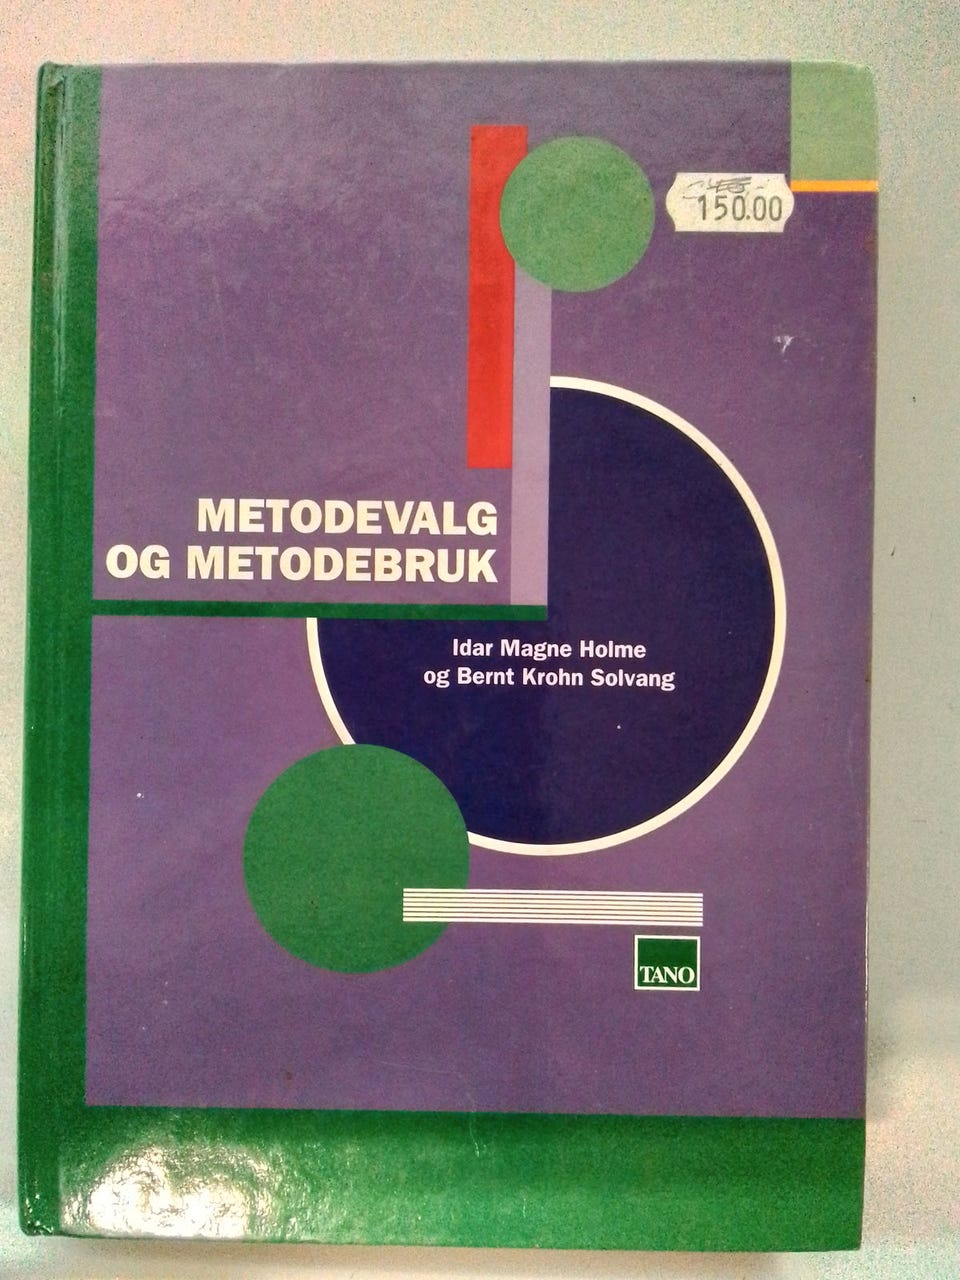 150.00
METODEVALG
OG METODEBRUK
Idar Magne Holme
og Bernt Krohn Solvang
TANO